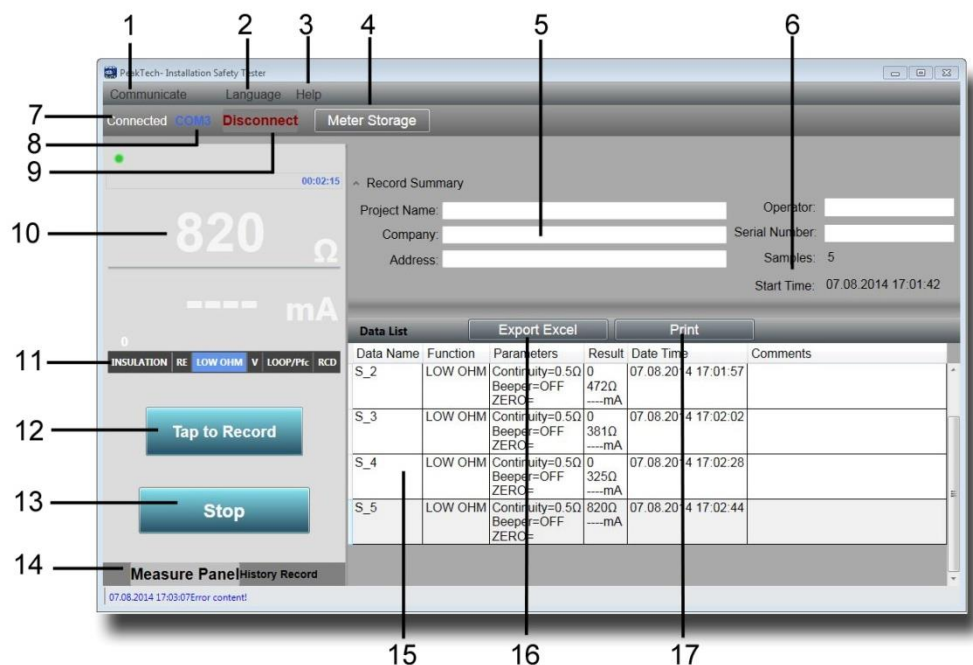 1 2 3 4 5 6
PeakTech- Installation Safety Tester
Communicate Language Help
7 Connected COM3 Disconnect Meter Storage
8
9
00:02:15
Record Summary
Project Name: Operator:
10 820 Ω Company: Serial Number:
Address: Samples: 5
Start Time: 07.08.2014 17:01:42
---- mA
0
Data List Export Excel Print
11 INSULATION RE LOW OHM V LOOP/Pfc RCD
Data Name Function Parameters Result Date Time Comments
S_2 LOW OHM Continuity=0.5Ω 0 07.08.2014 17:01:57
Beeper=OFF 472Ω
ZERO= ----mA
S_3 LOW OHM Continuity=0.5Ω 0 07.08.2014 17:02:02
Beeper=OFF 381Ω
ZERO= ----mA
S_4 LOW OHM Continuity=0.5Ω 0 07.08.2014 17:02:28
Beeper=OFF 325Ω
ZERO= ----mA
S_5 LOW OHM Continuity=0.5Ω 820Ω 07.08.2014 17:02:44
Beeper=OFF ----mA
ZERO=
12 Tap to Record
13 Stop
14 Measure Panel History Record
07.08.2014 17:03:07Error content!
15 16 17